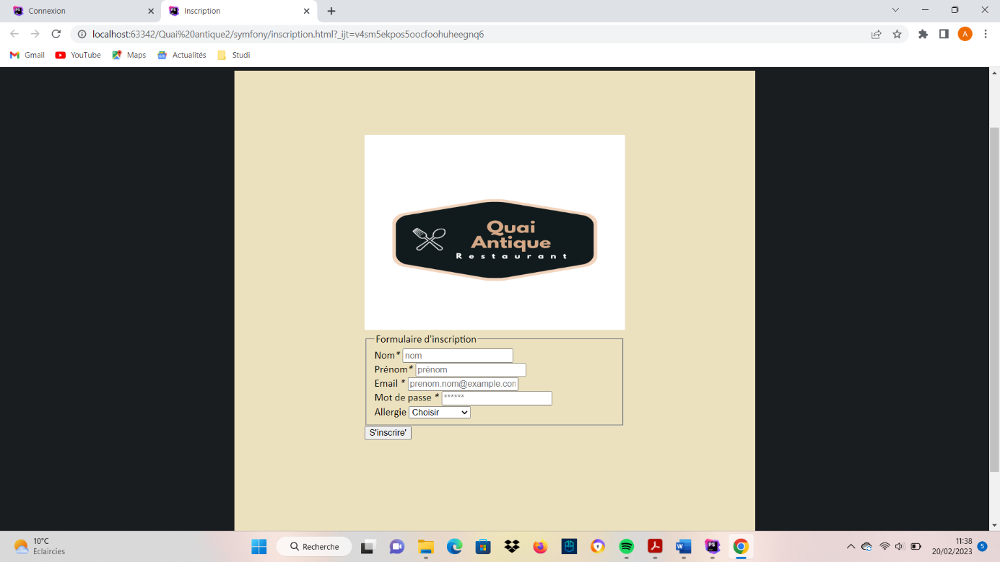 Connexion
Inscription
localhost:63342/Quai%20antique2/symfony/inscription.html?_ijt=v4sm5ekpos5oocfoohuheegnq6
A
Gmail
YouTube
Maps
Actualités
Studi
Quai
Antique
Restaurant
Formulaire d'inscription
Nom* nom
Prénom* prénom
Email * prenom.nom@example.con
Mot de passe * ******
Allergie Choisir
S'inscrire'
10°C
Eclaircies
Recherche
11:38
20/02/2023
5